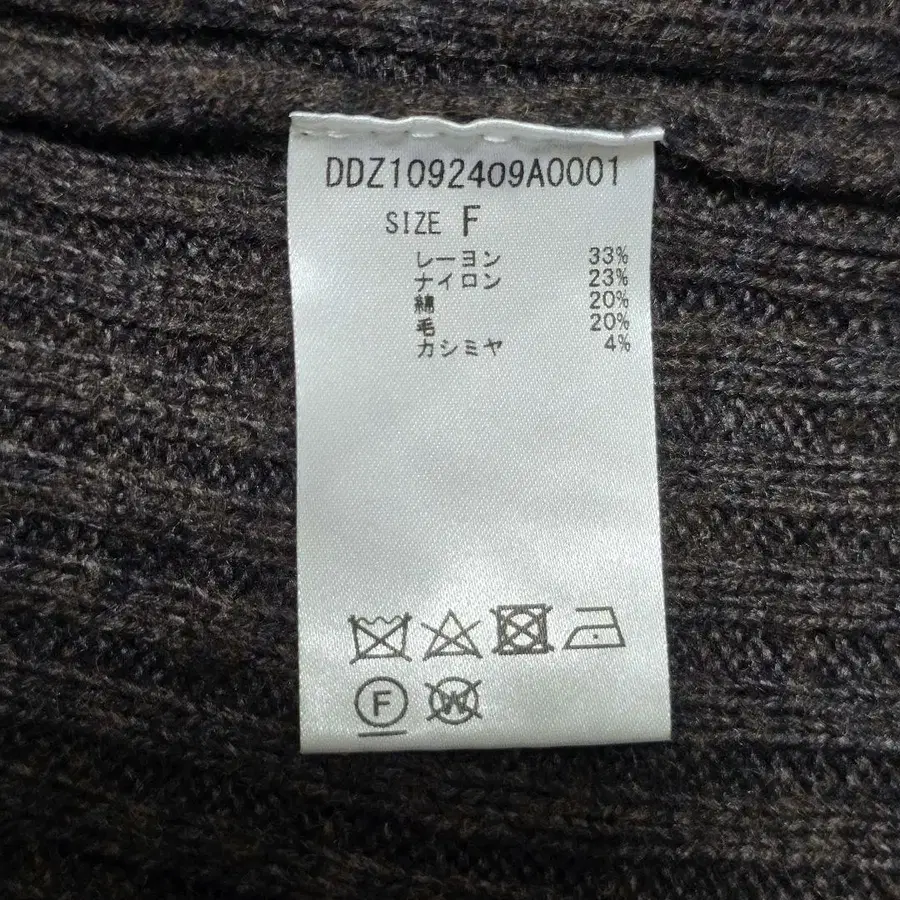 DDZ1092409A0001
SIZE F
レーヨン 33%
ナイロン 23%
綿 20%
毛 20%
カシミヤ 4%
F W